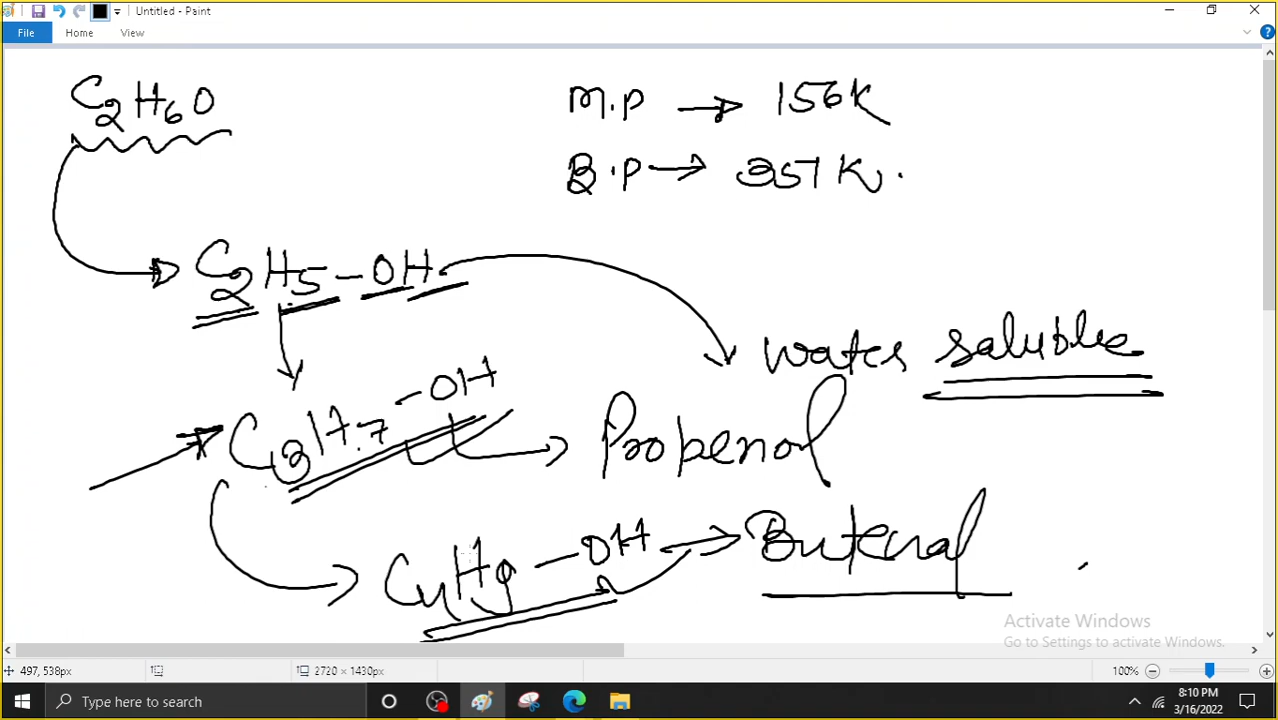 Untitled - Paint
File Home View
C2H6O
M.P → 156K
B.P → 357 K.
C2H5-OH
water soluble
C3H7-OH
Propenol
C4H9-OH → Butenal
Activate Windows
Go to Settings to activate Windows.
497, 538px
2720 × 1430px
100%
Type here to search
8:10 PM
3/16/2022